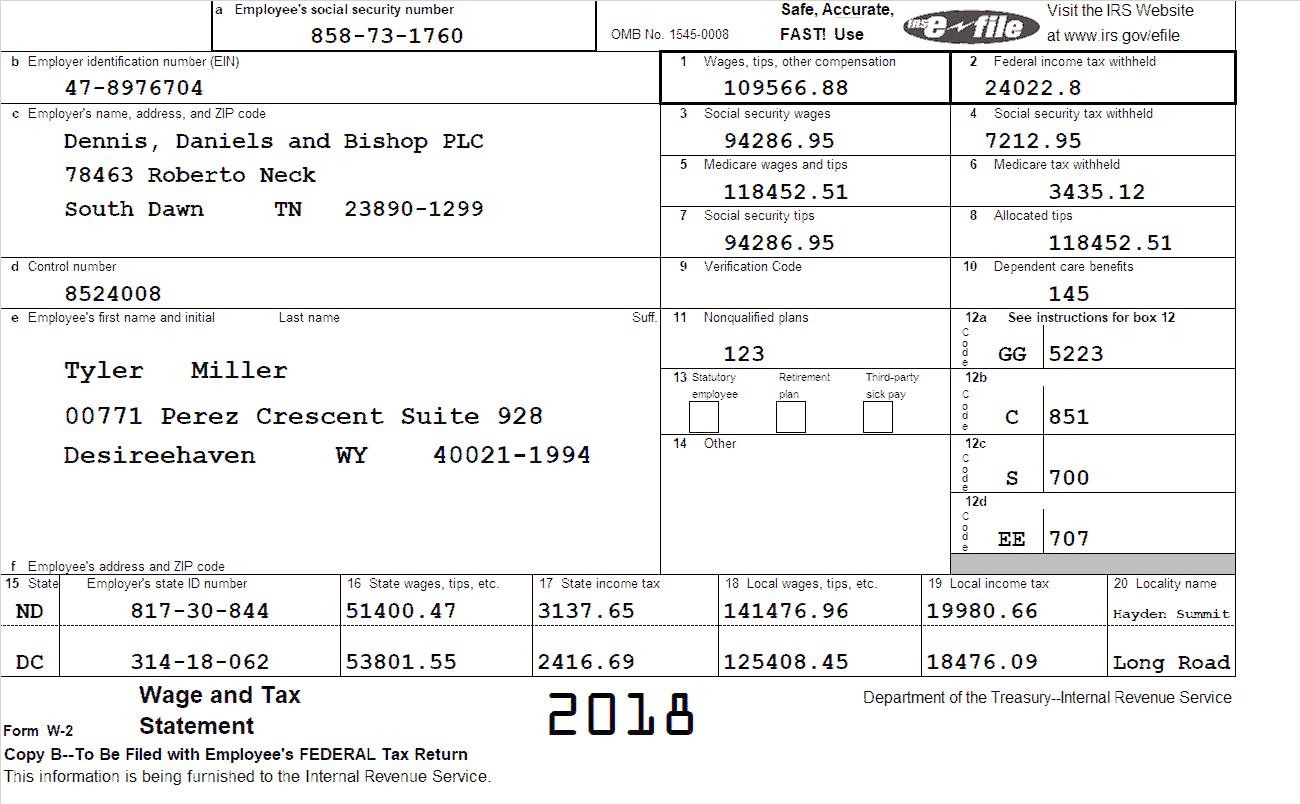 a Employee's social security number
858-73-1760
OMB No. 1545-0008
Safe, Accurate,
FAST! Use
IRS e~file
Visit the IRS Website
at www.irs gov/efile
b Employer identification number (EIN)
47-8976704
1 Wages, tips, other compensation
109566.88
2 Federal income tax withheld
24022.8
c Employer's name, address, and ZIP code
Dennis, Daniels and Bishop PLC
78463 Roberto Neck
South Dawn TN 23890-1299
3 Social security wages
94286.95
4 Social security tax withheld
7212.95
5 Medicare wages and tips
118452.51
6 Medicare tax withheld
3435.12
7 Social security tips
94286.95
8 Allocated tips
118452.51
d Control number
8524008
9 Verification Code
10 Dependent care benefits
145
e Employee's first name and initial Last name Suff.
Tyler Miller
00771 Perez Crescent Suite 928
Desireehaven WY 40021-1994
11 Nonqualified plans
123
12a See instructions for box 12
Code GG 5223
13 Statutory employee
Retirement plan
Third-party sick pay
12b
Code C 851
14 Other
12c
Code S 700
12d
Code EE 707
f Employee's address and ZIP code
15 State Employer's state ID number 16 State wages, tips, etc. 17 State income tax 18 Local wages, tips, etc. 19 Local income tax 20 Locality name
ND 817-30-844 51400.47 3137.65 141476.96 19980.66 Hayden Summit
DC 314-18-062 53801.55 2416.69 125408.45 18476.09 Long Road
Form W-2
Wage and Tax
Statement
2018
Department of the Treasury--Internal Revenue Service
Copy B--To Be Filed with Employee's FEDERAL Tax Return
This information is being furnished to the Internal Revenue Service.